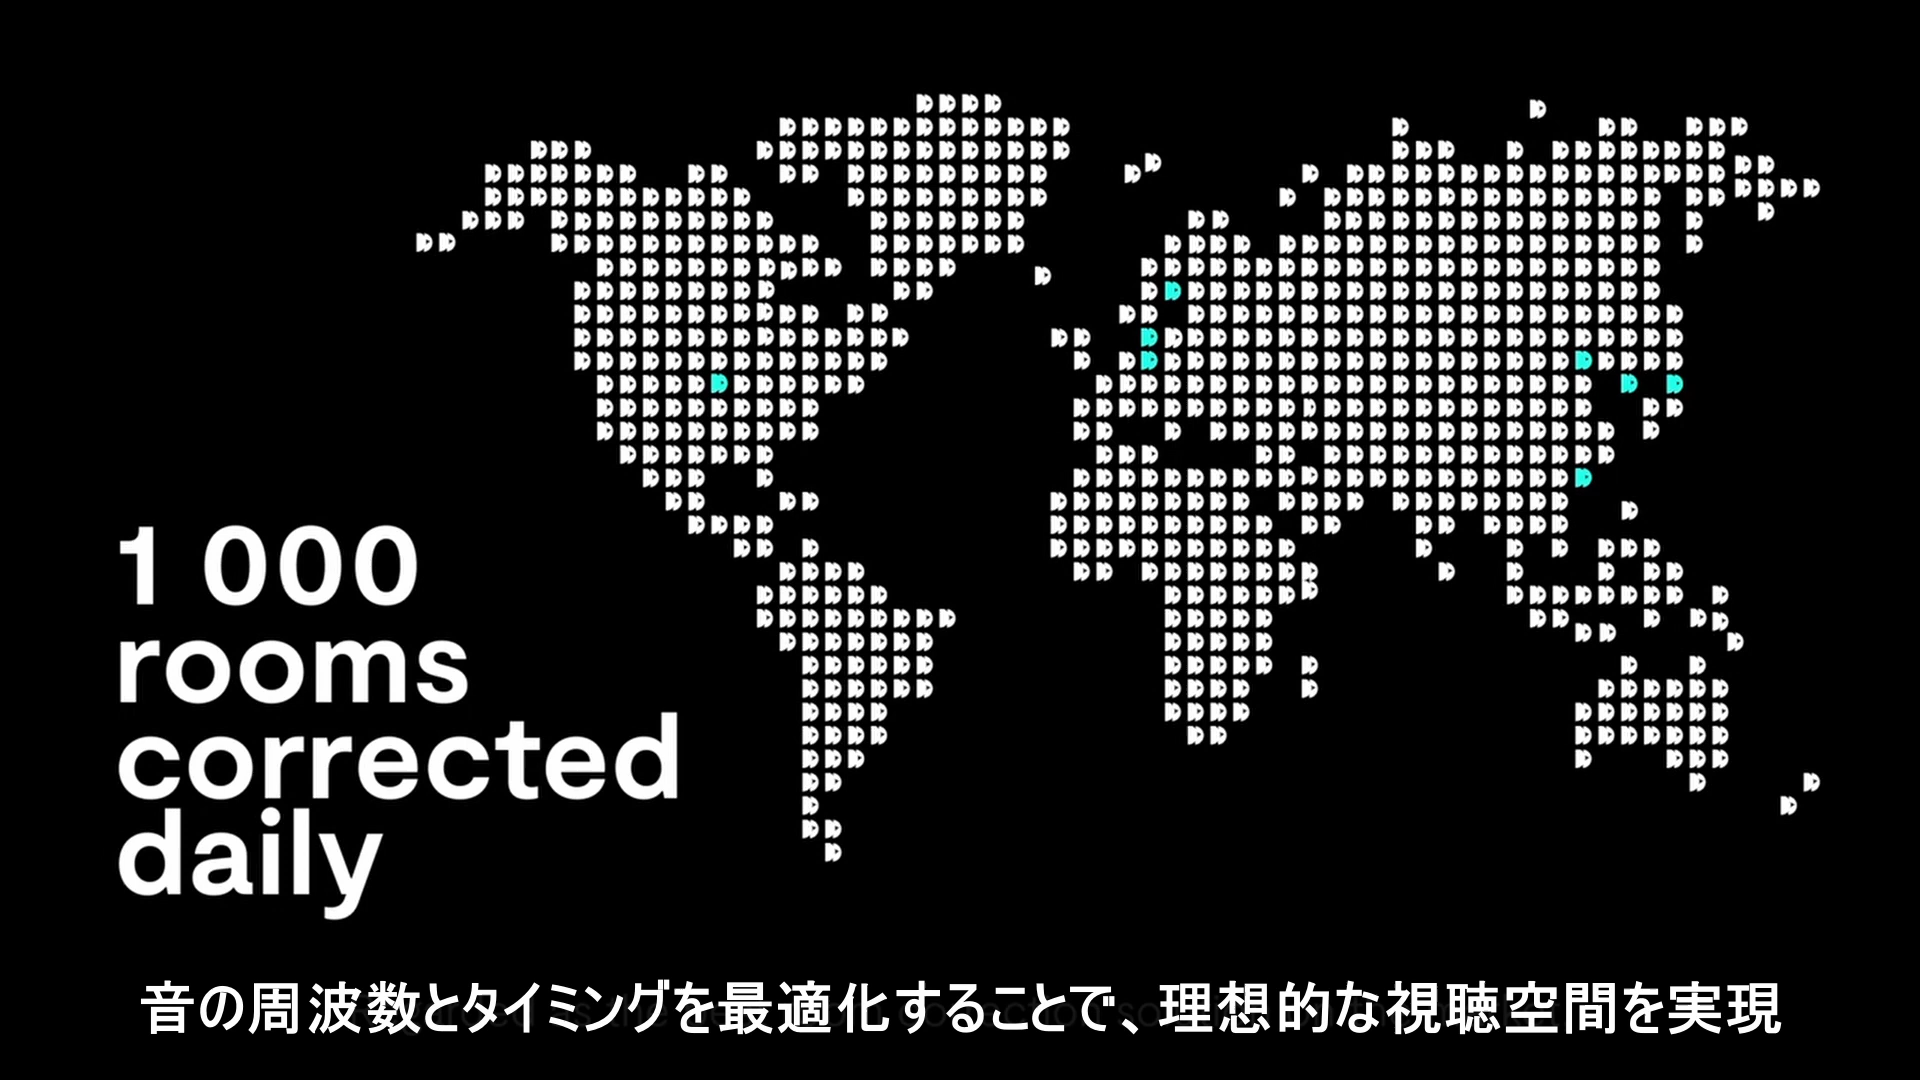 1 000
rooms
corrected
daily
音の周波数とタイミングを最適化することで、理想的な視聴空間を実現